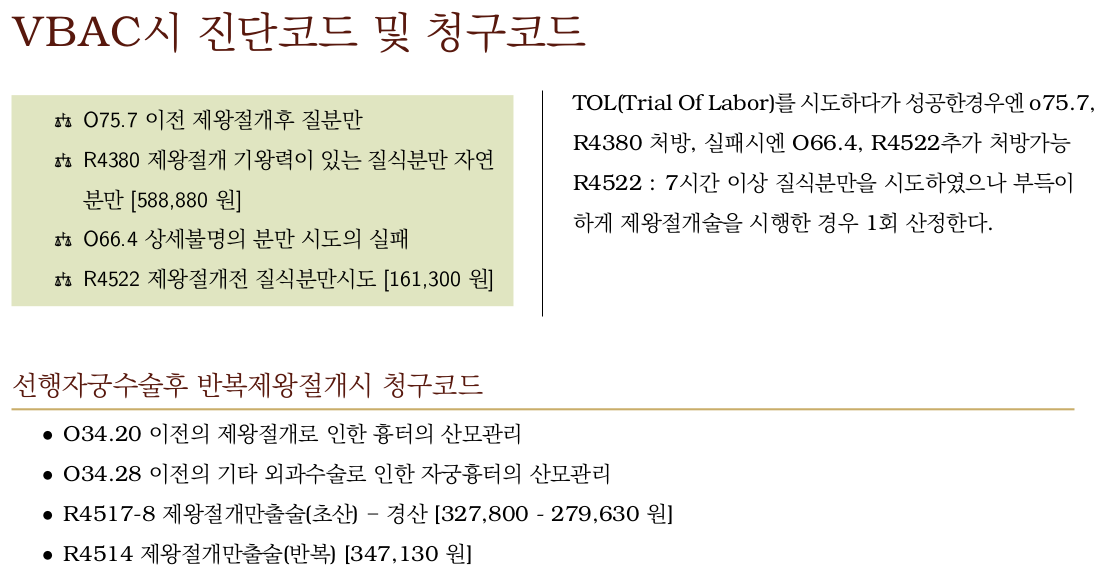 VBAC시 진단코드 및 청구코드
O75.7 이전 제왕절개후 질분만
R4380 제왕절개 기왕력이 있는 질식분만 자연
분만 [588,880 원]
O66.4 상세불명의 분만 시도의 실패
R4522 제왕절개전 질식분만시도 [161,300 원]
TOL(Trial Of Labor)를 시도하다가 성공한경우엔 o75.7,
R4380 처방, 실패시엔 O66.4, R4522추가 처방가능
R4522 : 7시간 이상 질식분만을 시도하였으나 부득이
하게 제왕절개술을 시행한 경우 1회 산정한다.
선행자궁수술후 반복제왕절개시 청구코드
• O34.20 이전의 제왕절개로 인한 흉터의 산모관리
• O34.28 이전의 기타 외과수술로 인한 자궁흉터의 산모관리
• R4517-8 제왕절개만출술(초산) – 경산 [327,800 - 279,630 원]
• R4514 제왕절개만출술(반복) [347,130 원]